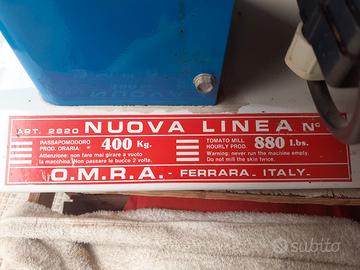 ART. 2820 NUOVA LINEA Nº
PASSAPOMODORO
PROD. ORARIA: 400 Kg.
Attenzione: non fare mai girare a vuoto
la macchina. Non passare le bucce 2 volte.
TOMATO MILL
HOURLY PROD. 880 Lbs.
Warning: never run the machine empty.
Do not mill the skin twice.
O.M.R.A. - FERRARA - ITALY -
subito